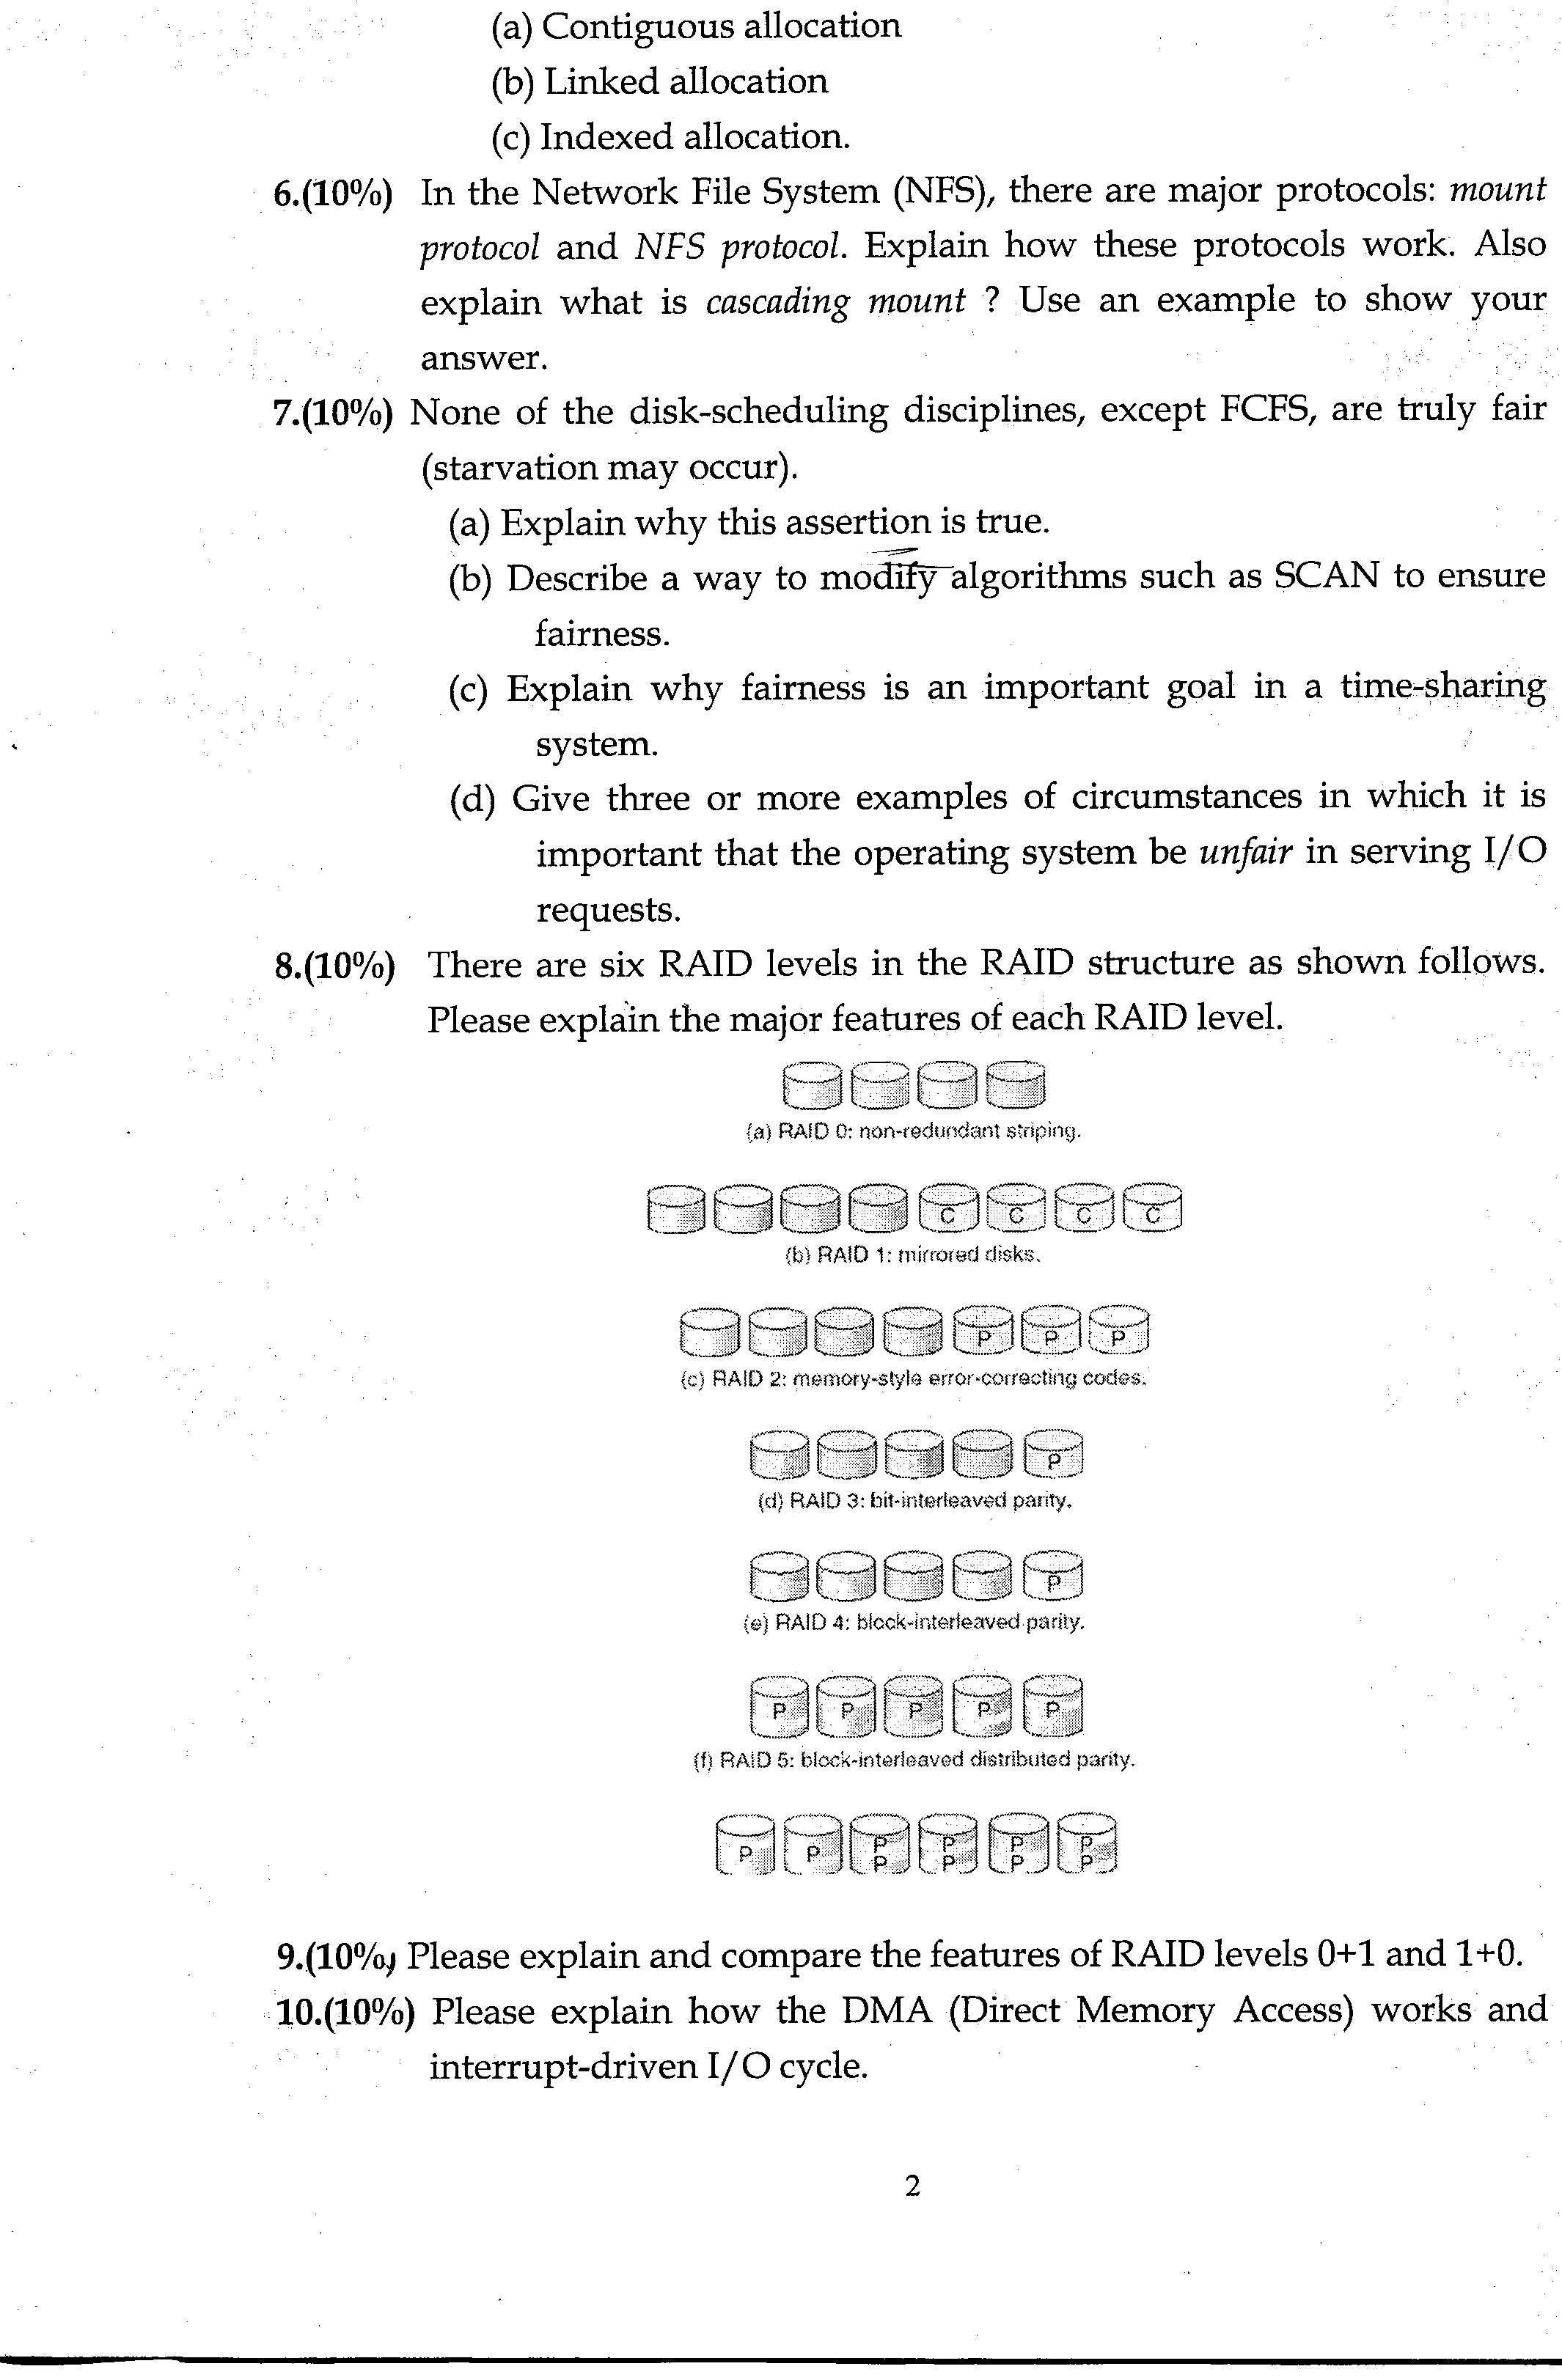 (a) Contiguous allocation
(b) Linked allocation
(c) Indexed allocation.
6.(10%) In the Network File System (NFS), there are major protocols: mount
protocol and NFS protocol. Explain how these protocols work. Also
explain what is cascading mount ? Use an example to show your
answer.
7.(10%) None of the disk-scheduling disciplines, except FCFS, are truly fair
(starvation may occur).
(a) Explain why this assertion is true.
(b) Describe a way to modify algorithms such as SCAN to ensure
fairness.
(c) Explain why fairness is an important goal in a time-sharing
system.
(d) Give three or more examples of circumstances in which it is
important that the operating system be unfair in serving I/O
requests.
8.(10%) There are six RAID levels in the RAID structure as shown follows.
Please explain the major features of each RAID level.
(a) RAID 0: non-redundant striping.
C C C C
(b) RAID 1: mirrored disks.
P P P
(c) RAID 2: memory-style error-correcting codes.
P
(d) RAID 3: bit-interleaved parity.
P
(e) RAID 4: block-interleaved parity.
P P P P P
(f) RAID 5: block-interleaved distributed parity.
P P P P P P
P P P P
9.(10%) Please explain and compare the features of RAID levels 0+1 and 1+0.
10.(10%) Please explain how the DMA (Direct Memory Access) works and
interrupt-driven I/O cycle.
2